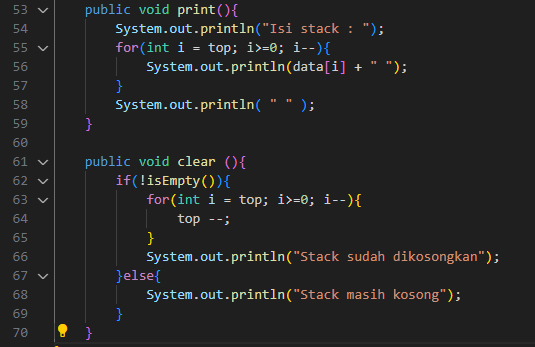 53 public void print(){
54 System.out.println("Isi stack : ");
55 for(int i = top; i>=0; i--){
56 System.out.println(data[i] + " ");
57 }
58 System.out.println( " " );
59 }
60
61 public void clear (){
62 if(!isEmpty()){
63 for(int i = top; i>=0; i--){
64 top --;
65 }
66 System.out.println("Stack sudah dikosongkan");
67 }else{
68 System.out.println("Stack masih kosong");
69 }
70 }